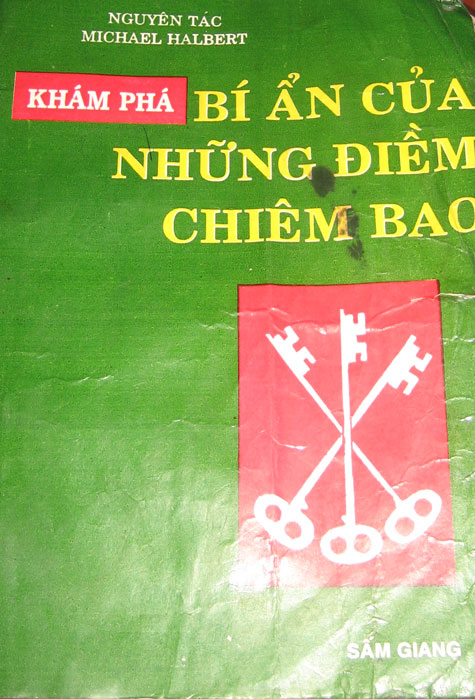 NGUYÊN TÁC
MICHAEL HALBERT
KHÁM PHÁ BÍ ẨN CỦA
NHỮNG ĐIỀM
CHIÊM BAO
SẤM GIANG